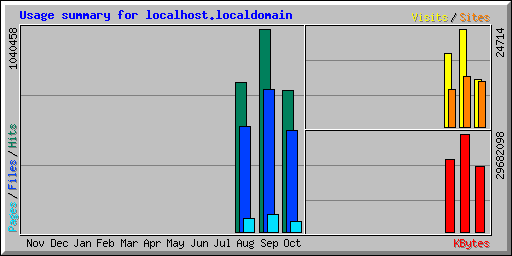 Usage summary for localhost.localdomain
Visits/Sites
1040458
24714
Pages/Files/Hits
29682098
Nov Dec Jan Feb Mar Apr May Jun Jul Aug Sep Oct
KBytes